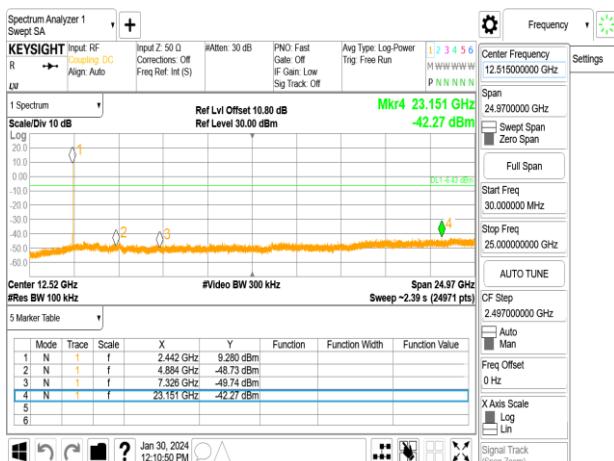 Spectrum Analyzer 1
Swept SA
Frequency
KEYSIGHT
R
LXI
Input: RF
Coupling: DC
Align: Auto
Input Z: 50 Ω
Corrections: Off
Freq Ref: Int (S)
#Atten: 30 dB
PNO: Fast
Gate: Off
IF Gain: Low
Sig Track: Off
Avg Type: Log-Power
Trig: Free Run
1 2 3 4 5 6
M W W W W W
P N N N N N
1 Spectrum
Scale/Div 10 dB
Ref Lvl Offset 10.80 dB
Ref Level 30.00 dBm
Mkr4 23.151 GHz
-42.27 dBm
Log
20.0
10.0
0.00
-10.0
-20.0
-30.0
-40.0
-50.0
-60.0
1
2
3
4
DL1 -6.43 dBm
Center 12.52 GHz
#Video BW 300 kHz
Span 24.97 GHz
#Res BW 100 kHz
Sweep ~2.39 s (24971 pts)
5 Marker Table
Mode Trace Scale X Y Function Function Width Function Value
1 N 1 f 2.442 GHz 9.280 dBm
2 N 1 f 4.884 GHz -48.73 dBm
3 N 1 f 7.326 GHz -49.74 dBm
4 N 1 f 23.151 GHz -42.27 dBm
5
6
Jan 30, 2024
12:10:50 PM
Settings
Center Frequency
12.515000000 GHz
Span
24.9700000 GHz
Swept Span
Zero Span
Full Span
Start Freq
30.000000 MHz
Stop Freq
25.000000000 GHz
AUTO TUNE
CF Step
2.497000000 GHz
Auto
Man
Freq Offset
0 Hz
X Axis Scale
Log
Lin
Signal Track
(Span Zoom)